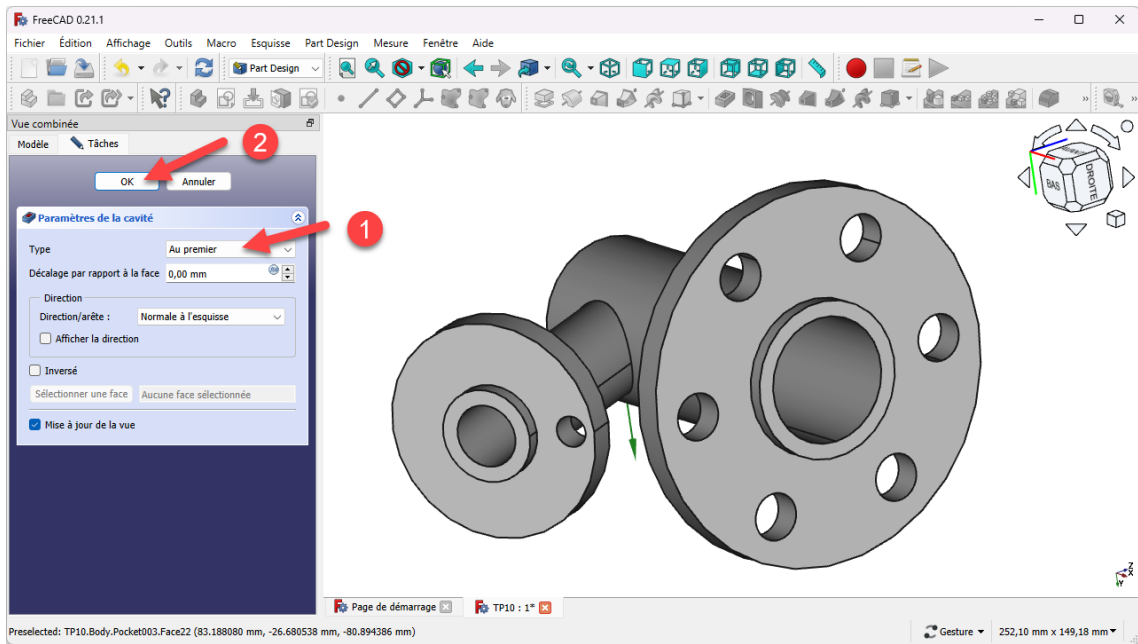 FreeCAD 0.21.1
Fichier Édition Affichage Outils Macro Esquisse Part Design Mesure Fenêtre Aide
Part Design
Vue combinée
Modèle Tâches
2
OK Annuler
Paramètres de la cavité
1
Type Au premier
Décalage par rapport à la face 0,00 mm
Direction
Direction/arête : Normale à l'esquisse
Afficher la direction
Inversé
Sélectionner une face Aucune face sélectionnée
Mise à jour de la vue
BAS DROITE
Z
X
Y
Page de démarrage TP10 : 1*
Preselected: TP10.Body.Pocket003.Face22 (83.188080 mm, -26.680538 mm, -80.894386 mm) Gesture 252,10 mm x 149,18 mm